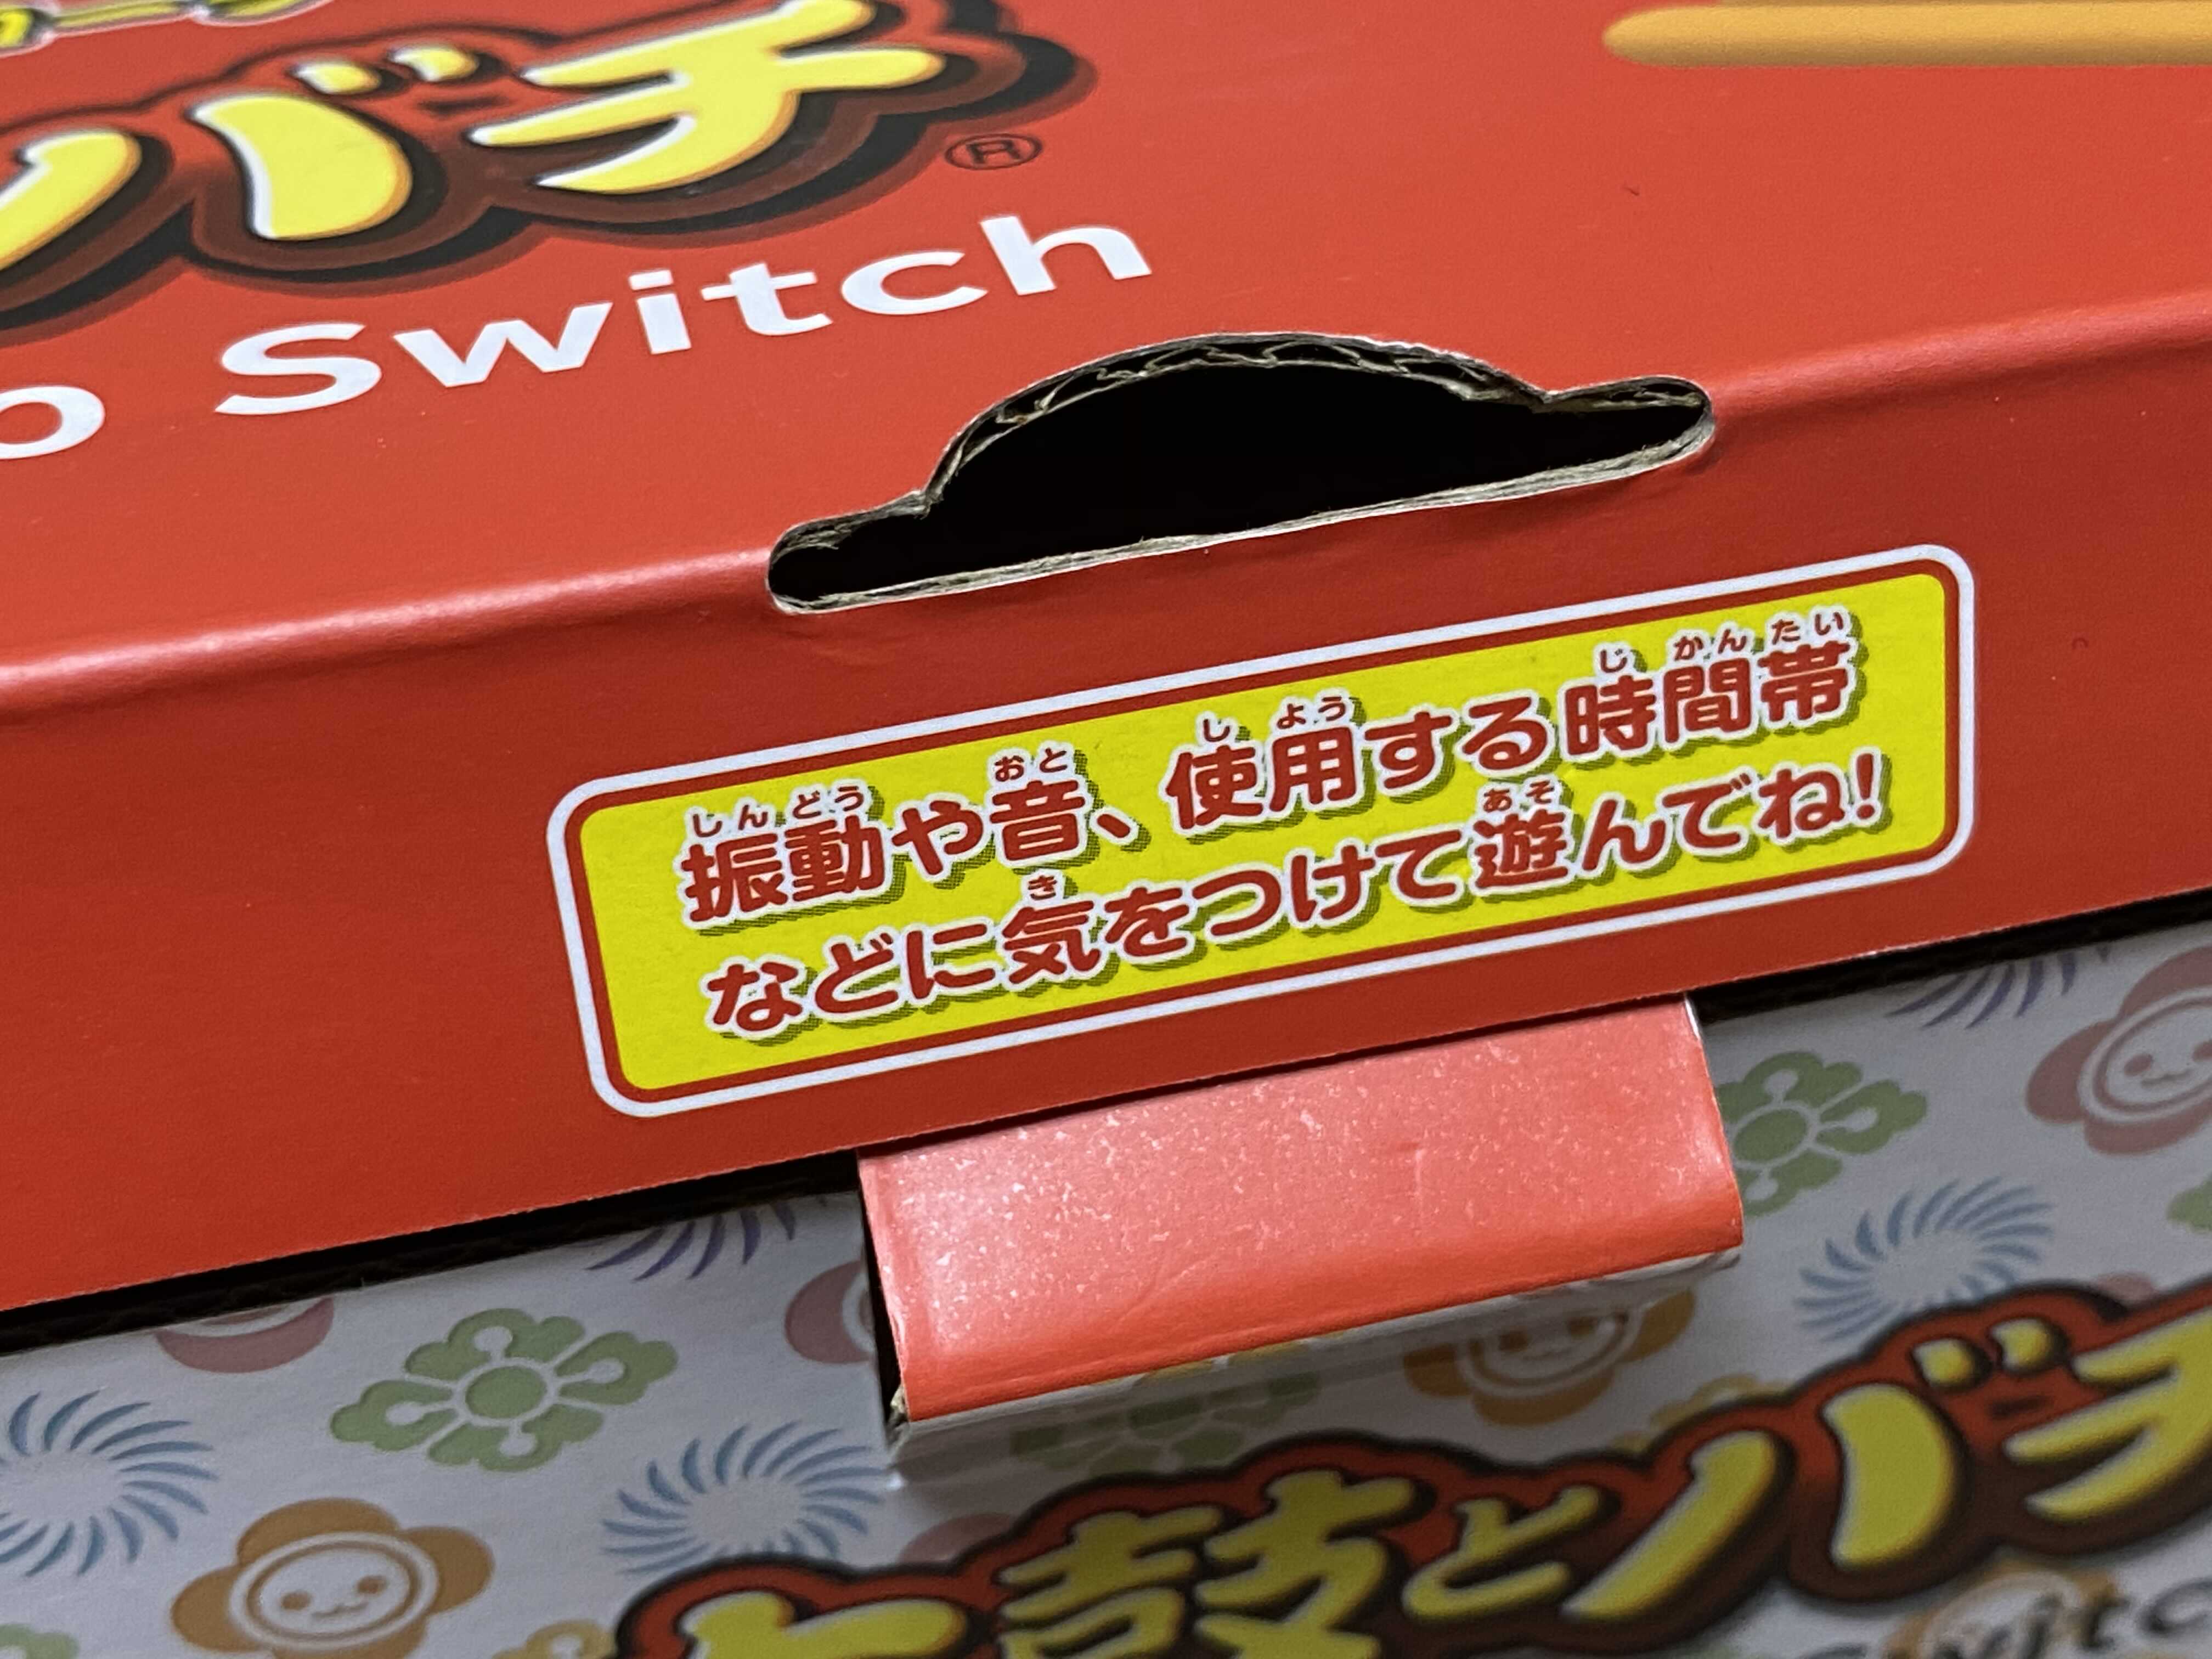 バチ®
Switch
振動や音、使用する時間帯
などに気をつけて遊んでね!
太鼓とバチ
Switch